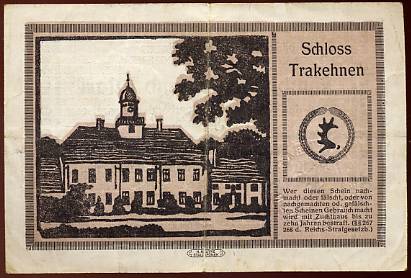 Schloss
Trakehnen
Wer diesen Schein nach-
macht oder fälscht, oder von
nachgemachten od. gefälsch-
ten Scheinen Gebrauch macht
wird mit Zuchthaus bis zu
zehn Jahren bestraft. (§§ 267
268 d. Reichs-Strafgesetzb.)